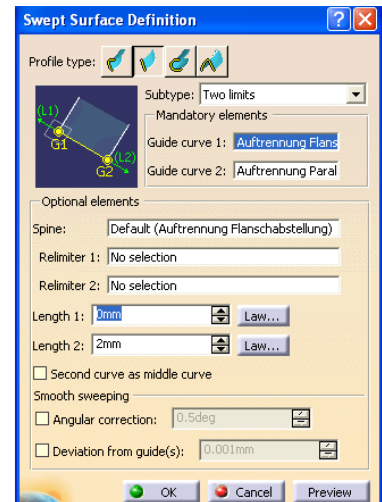 Swept Surface Definition
Profile type:
Subtype: Two limits
Mandatory elements
Guide curve 1: Auftrennung Flans
Guide curve 2: Auftrennung Paral
(L1)
G1
(L2)
G2
Optional elements
Spine: Default (Auftrennung Flanschabstellung)
Relimiter 1: No selection
Relimiter 2: No selection
Length 1: 0mm Law...
Length 2: 2mm Law...
Second curve as middle curve
Smooth sweeping
Angular correction: 0.5deg
Deviation from guide(s): 0.001mm
OK Cancel Preview